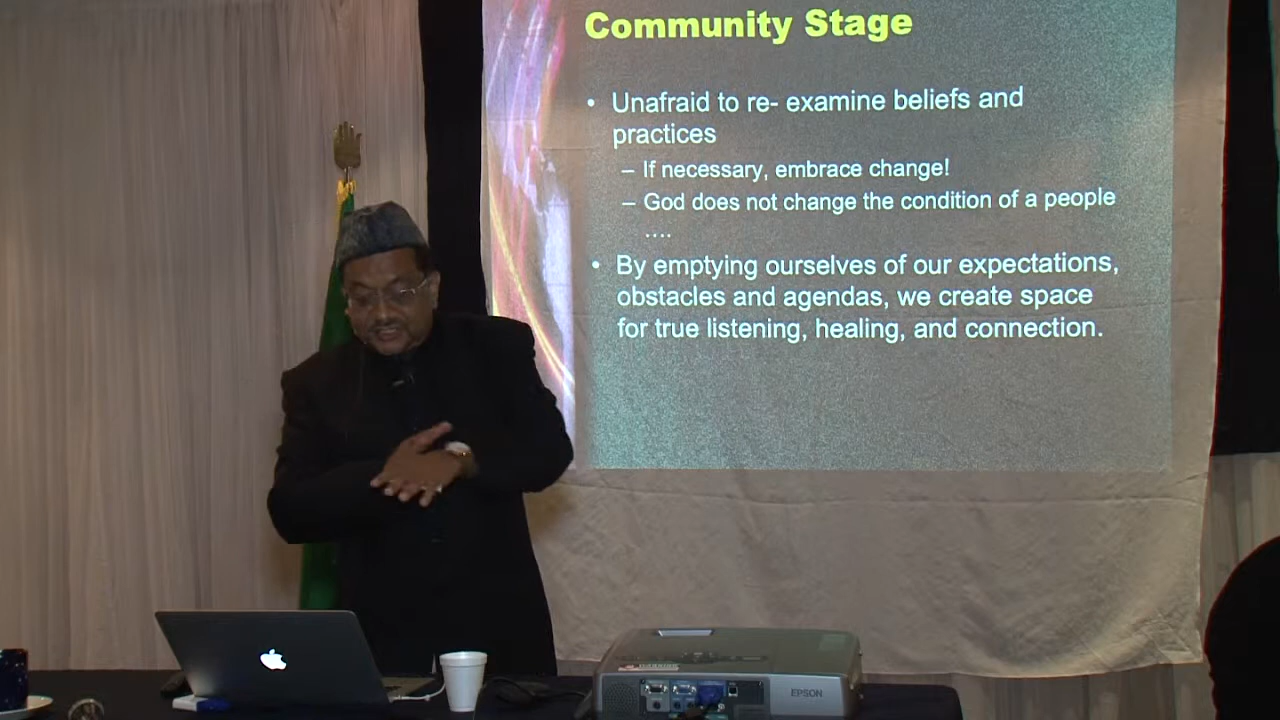 Community Stage
• Unafraid to re- examine beliefs and
practices
– If necessary, embrace change!
– God does not change the condition of a people
....
• By emptying ourselves of our expectations,
obstacles and agendas, we create space
for true listening, healing, and connection.
EPSON